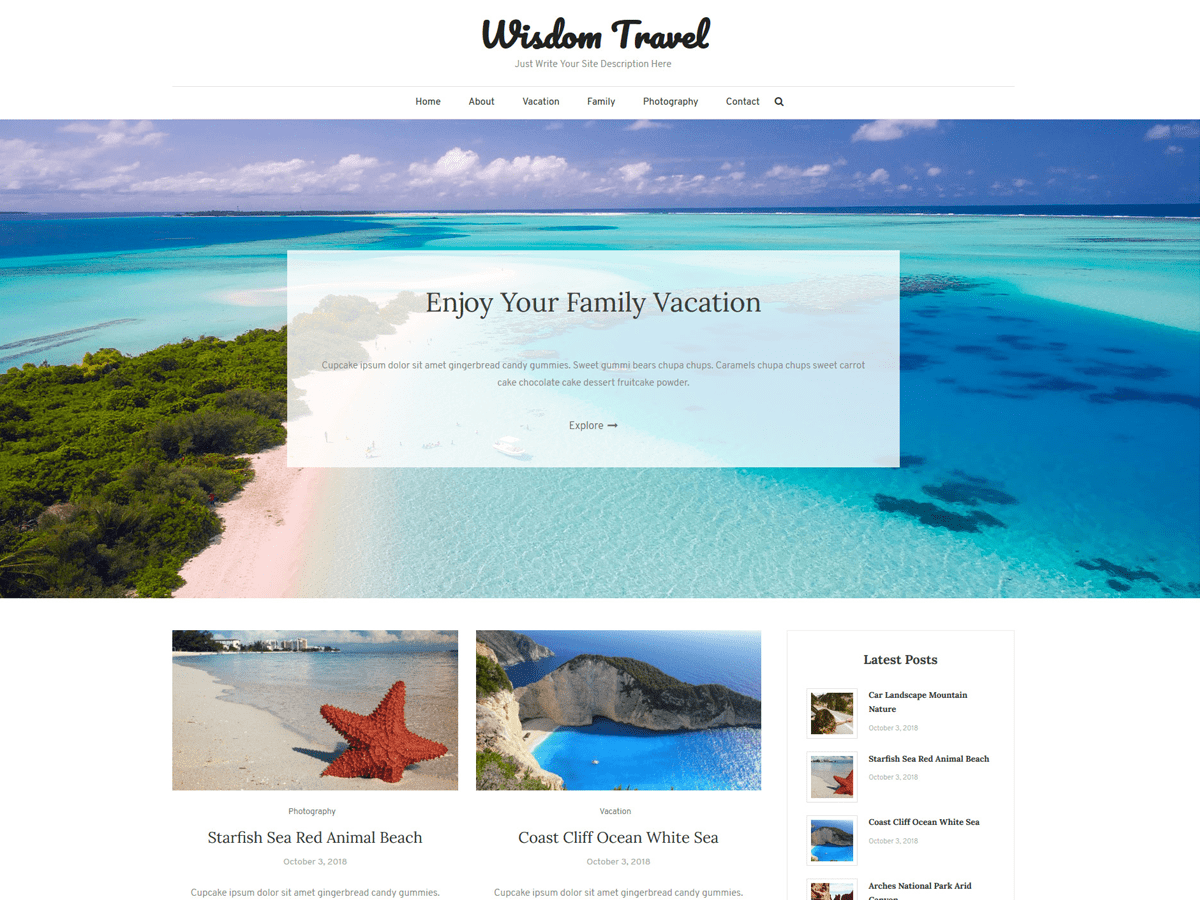 Wisdom Travel
Just Write Your Site Description Here
Home About Vacation Family Photography Contact
Enjoy Your Family Vacation
Cupcake ipsum dolor sit amet gingerbread candy gummies. Sweet gummi bears chupa chups. Caramels chupa chups sweet carrot
cake chocolate cake dessert fruitcake powder.
Explore
Photography
Starfish Sea Red Animal Beach
October 3, 2018
Cupcake ipsum dolor sit amet gingerbread candy gummies.
Vacation
Coast Cliff Ocean White Sea
October 3, 2018
Cupcake ipsum dolor sit amet gingerbread candy gummies.
Latest Posts
Car Landscape Mountain
Nature
October 3, 2018
Starfish Sea Red Animal Beach
October 3, 2018
Coast Cliff Ocean White Sea
October 3, 2018
Arches National Park Arid
Canyon